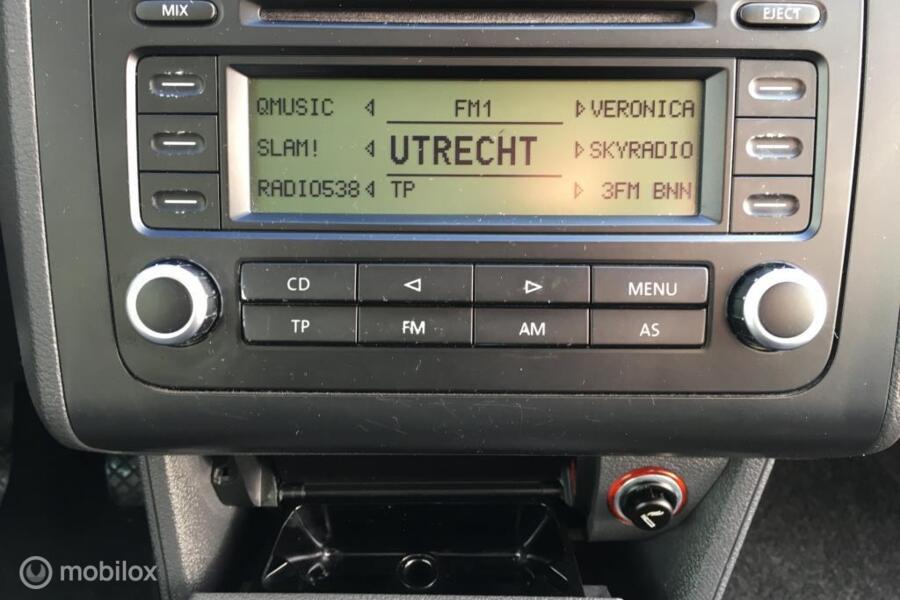 MIX
EJECT
QMUSIC FM1 VERONICA
SLAM! UTRECHT SKYRADIO
RADIO538 TP 3FM BNN
CD MENU
TP FM AM AS
mobilox